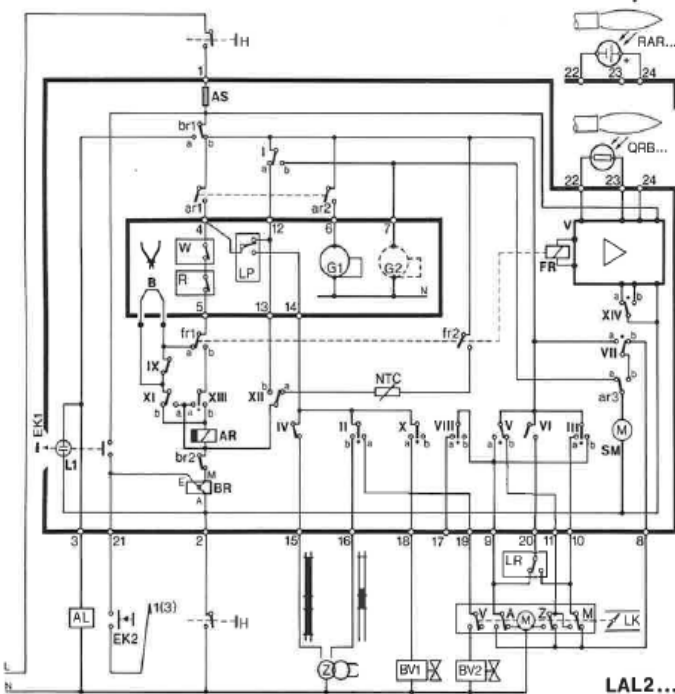 H
RAR...
22 23 24
1
AS
QRB...
br1
a b
I
a b
22 23 24
ar1
ar2
4 12 6 7
V
W
LP
G1
G2
FR
B
R
N
5 13 14
a b
XIV
fr1
a b
fr2
a b
VII
IX
NTC
a b
ar3
XI
XIII
XII
b a
b a a b
EK1
AR
IV
II
X
VIII
V
VI
III
M
SM
a b
a b
a b
a b
a b
L1
br2
M
E
BR
A
3 21 2 15 16 18 17 19 9 20 11 10 8
LR
AL
1(3)
H
V A M Z M
LK
EK2
L
Z
BV1
BV2
N
LAL2...